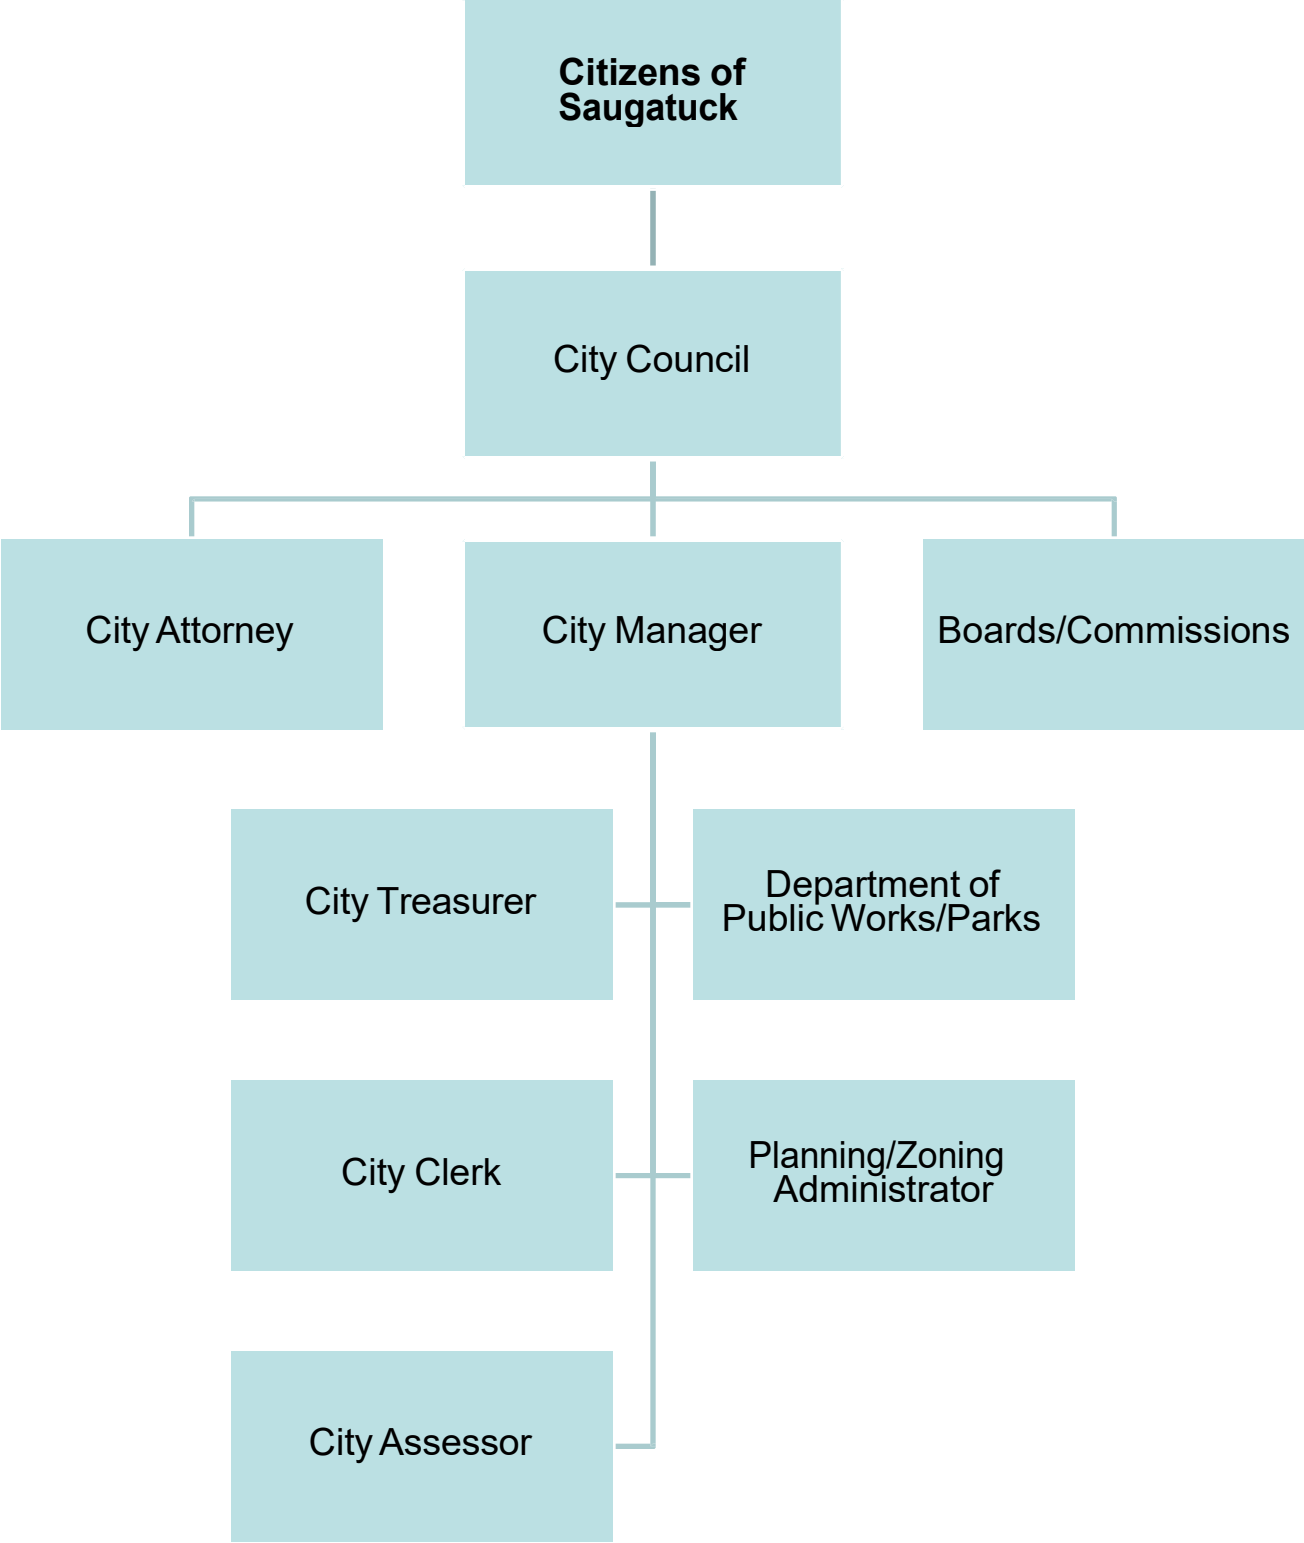 Citizens of
Saugatuck
City Council
City Attorney
City Manager
Boards/Commissions
City Treasurer
Department of
Public Works/Parks
City Clerk
Planning/Zoning
Administrator
City Assessor